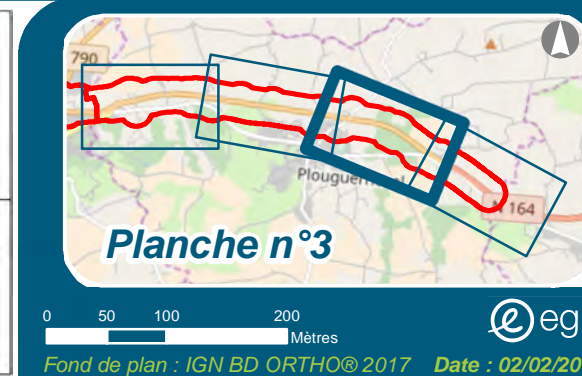 790
Plouguernével
N 164
Planche n°3
0 50 100 200
Mètres
eg
Fond de plan : IGN BD ORTHO® 2017 Date : 02/02/20